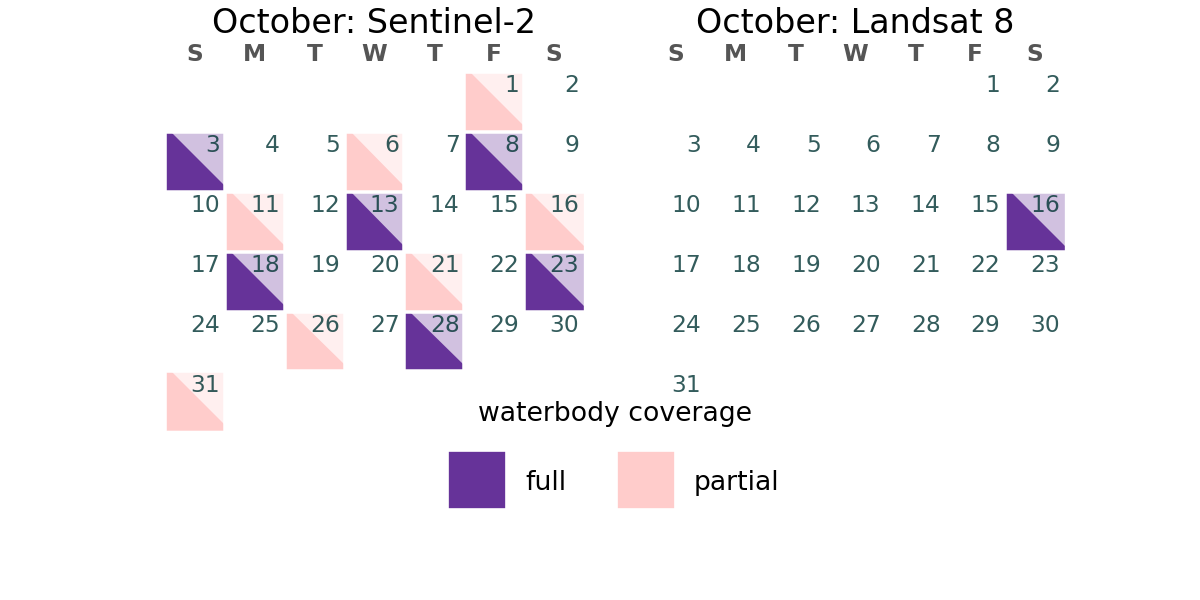 October: Sentinel-2
S M T W T F S
1 2
3 4 5 6 7 8 9
10 11 12 13 14 15 16
17 18 19 20 21 22 23
24 25 26 27 28 29 30
31
October: Landsat 8
S M T W T F S
1 2
3 4 5 6 7 8 9
10 11 12 13 14 15 16
17 18 19 20 21 22 23
24 25 26 27 28 29 30
31
waterbody coverage
full partial